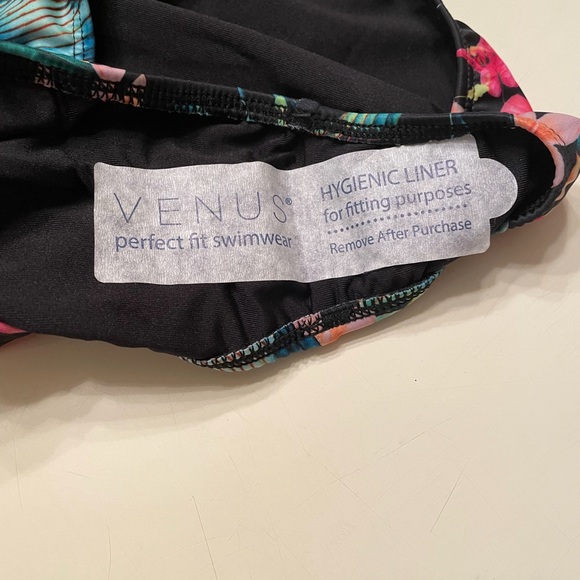 VENUS®
perfect fit swimwear
HYGIENIC LINER
for fitting purposes
Remove After Purchase